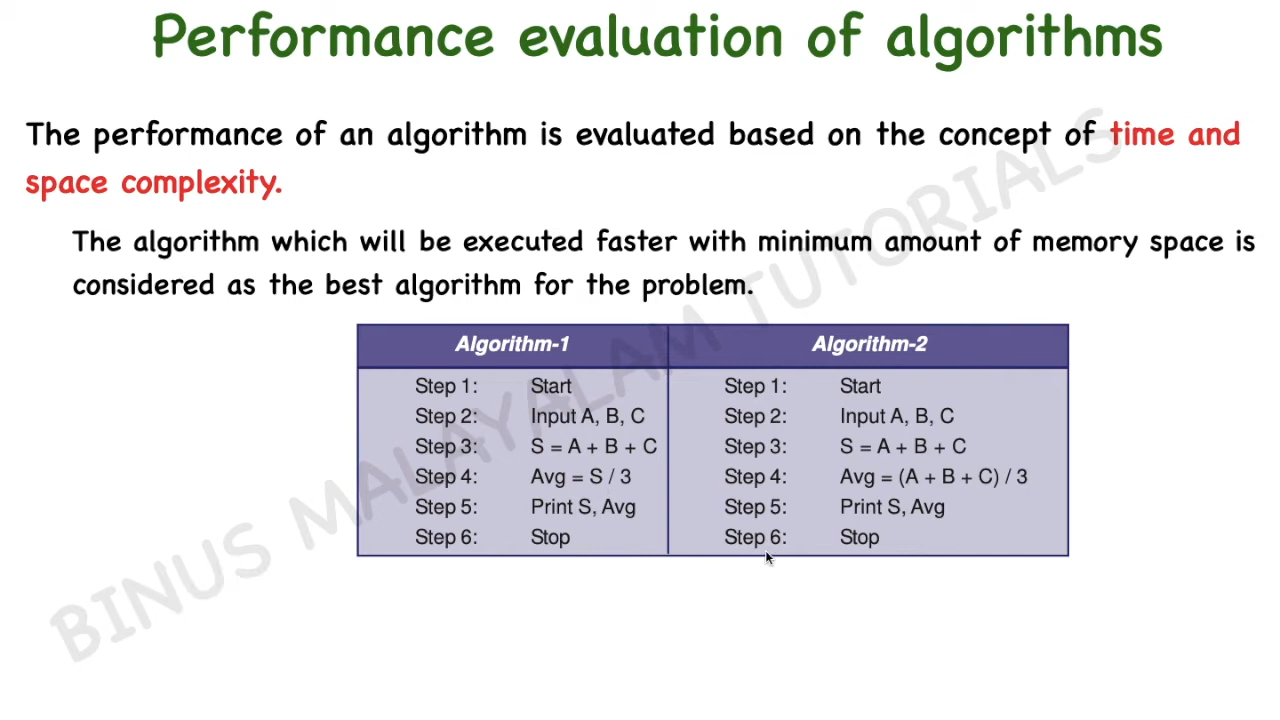 Performance evaluation of algorithms
The performance of an algorithm is evaluated based on the concept of time and
space complexity.
The algorithm which will be executed faster with minimum amount of memory space is
considered as the best algorithm for the problem.
Algorithm-1 Algorithm-2
Step 1: Start Step 1: Start
Step 2: Input A, B, C Step 2: Input A, B, C
Step 3: S = A + B + C Step 3: S = A + B + C
Step 4: Avg = S / 3 Step 4: Avg = (A + B + C) / 3
Step 5: Print S, Avg Step 5: Print S, Avg
Step 6: Stop Step 6: Stop
BINUS MALAYALAM TUTORIALS